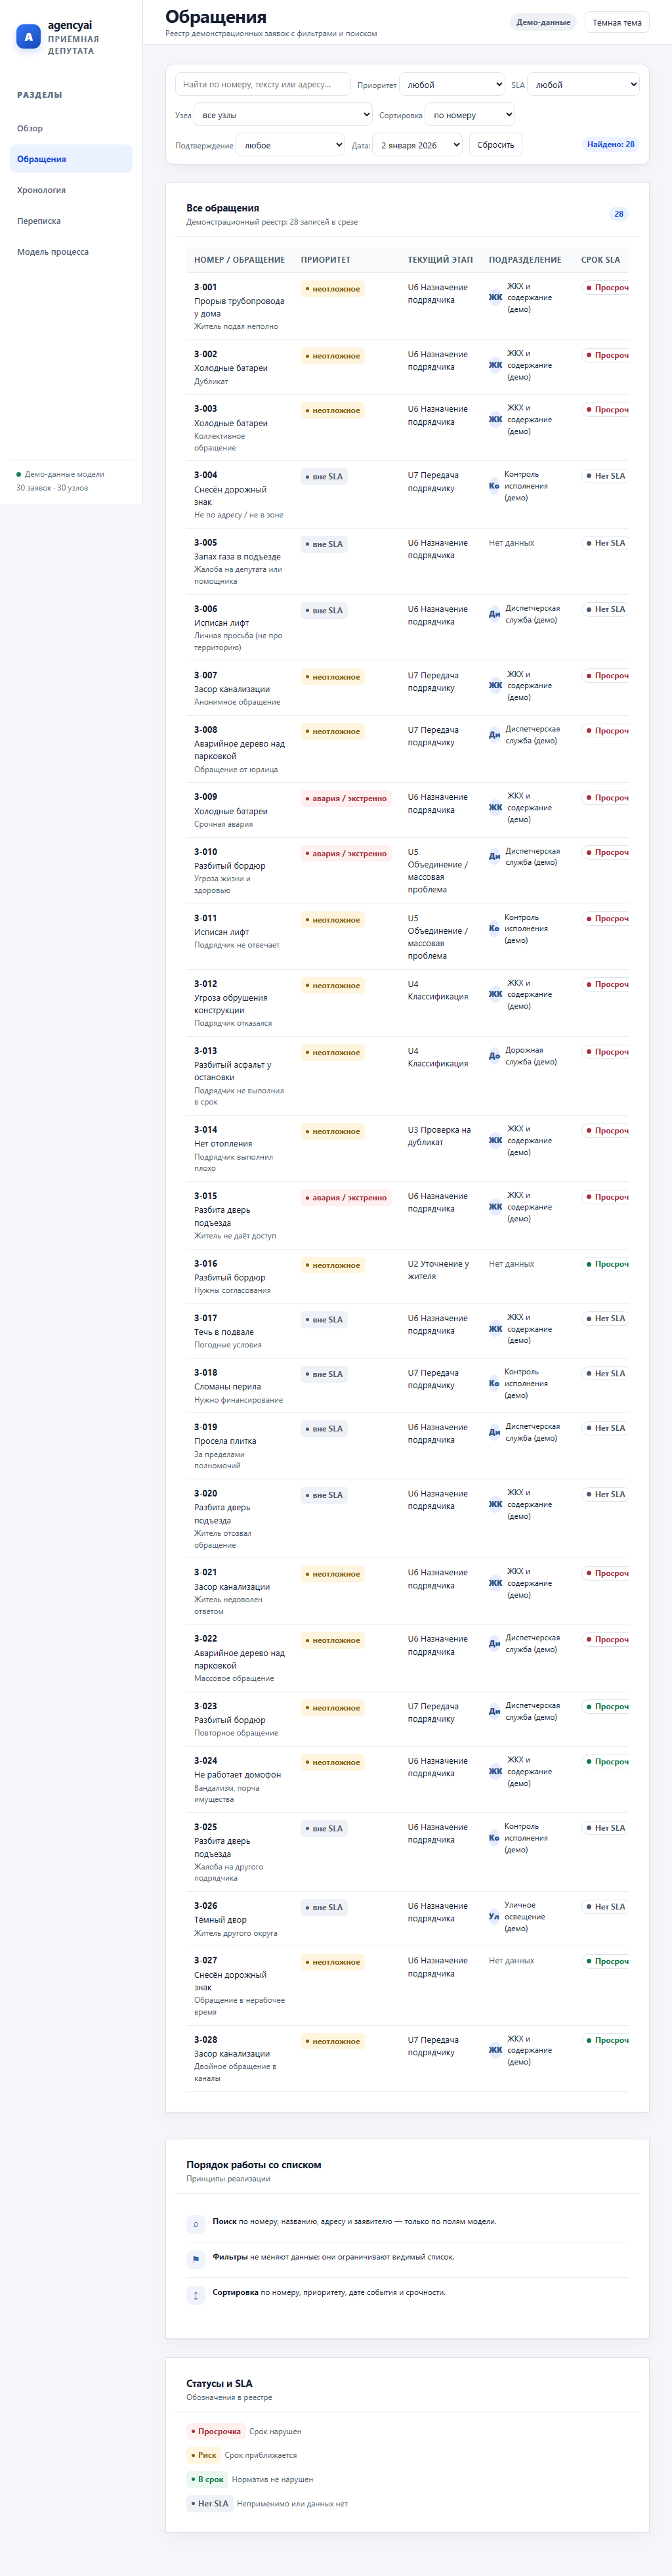 A
agencyai
ПРИЁМНАЯ
ДЕПУТАТА
РАЗДЕЛЫ
Обзор
Обращения
Хронология
Переписка
Модель процесса
Демо-данные модели
30 заявок · 30 узлов
Обращения
Реестр демонстрационных заявок с фильтрами и поиском
Демо-данные
Тёмная тема
Найти по номеру, тексту или адресу...
Приоритет любой
SLA любой
Узел все узлы
Сортировка по номеру
Подтверждение любое
Дата: 2 января 2026
Сбросить
Найдено: 28
Все обращения
Демонстрационный реестр: 28 записей в срезе
28
НОМЕР / ОБРАЩЕНИЕ ПРИОРИТЕТ ТЕКУЩИЙ ЭТАП ПОДРАЗДЕЛЕНИЕ СРОК SLA
З-001
Прорыв трубопровода
у дома
Житель подал неполно
неотложное
U6 Назначение
подрядчика
ЖК
ЖКХ и
содержание
(демо)
Просроч
З-002
Холодные батареи
Дубликат
неотложное
U6 Назначение
подрядчика
ЖК
ЖКХ и
содержание
(демо)
Просроч
З-003
Холодные батареи
Коллективное
обращение
неотложное
U6 Назначение
подрядчика
ЖК
ЖКХ и
содержание
(демо)
Просроч
З-004
Снесён дорожный
знак
Не по адресу / не в зоне
вне SLA
U7 Передача
подрядчику
Ко
Контроль
исполнения
(демо)
Нет SLA
З-005
Запах газа в подъезде
Жалоба на депутата или
помощника
вне SLA
U6 Назначение
подрядчика
Нет данных
Нет SLA
З-006
Исписан лифт
Личная просьба (не про
территорию)
вне SLA
U6 Назначение
подрядчика
Ди
Диспетчерская
служба (демо)
Нет SLA
З-007
Засор канализации
Анонимное обращение
неотложное
U7 Передача
подрядчику
ЖК
ЖКХ и
содержание
(демо)
Просроч
З-008
Аварийное дерево над
парковкой
Обращение от юрлица
неотложное
U7 Передача
подрядчику
Ди
Диспетчерская
служба (демо)
Просроч
З-009
Холодные батареи
Срочная авария
авария / экстренно
U6 Назначение
подрядчика
ЖК
ЖКХ и
содержание
(демо)
Просроч
З-010
Разбитый бордюр
Угроза жизни и
здоровью
авария / экстренно
U5
Объединение /
массовая
проблема
Ди
Диспетчерская
служба (демо)
Просроч
З-011
Исписан лифт
Подрядчик не отвечает
неотложное
U5
Объединение /
массовая
проблема
Ко
Контроль
исполнения
(демо)
Просроч
З-012
Угроза обрушения
конструкции
Подрядчик отказался
неотложное
U4
Классификация
ЖК
ЖКХ и
содержание
(демо)
Просроч
З-013
Разбитый асфальт у
остановки
Подрядчик не выполнил
в срок
неотложное
U4
Классификация
До
Дорожная
служба (демо)
Просроч
З-014
Нет отопления
Подрядчик выполнил
плохо
неотложное
U3 Проверка на
дубликат
ЖК
ЖКХ и
содержание
(демо)
Просроч
З-015
Разбита дверь
подъезда
Житель не даёт доступ
авария / экстренно
U6 Назначение
подрядчика
ЖК
ЖКХ и
содержание
(демо)
Просроч
З-016
Разбитый бордюр
Нужны согласования
неотложное
U2 Уточнение у
жителя
Нет данных
Просроч
З-017
Течь в подвале
Погодные условия
вне SLA
U6 Назначение
подрядчика
ЖК
ЖКХ и
содержание
(демо)
Нет SLA
З-018
Сломаны перила
Нужно финансирование
вне SLA
U7 Передача
подрядчику
Ко
Контроль
исполнения
(демо)
Нет SLA
З-019
Просела плитка
За пределами
полномочий
вне SLA
U6 Назначение
подрядчика
Ди
Диспетчерская
служба (демо)
Нет SLA
З-020
Разбита дверь
подъезда
Житель отозвал
обращение
вне SLA
U6 Назначение
подрядчика
ЖК
ЖКХ и
содержание
(демо)
Нет SLA
З-021
Засор канализации
Житель недоволен
ответом
неотложное
U6 Назначение
подрядчика
ЖК
ЖКХ и
содержание
(демо)
Просроч
З-022
Аварийное дерево над
парковкой
Массовое обращение
неотложное
U6 Назначение
подрядчика
Ди
Диспетчерская
служба (демо)
Просроч
З-023
Разбитый бордюр
Повторное обращение
неотложное
U7 Передача
подрядчику
Ди
Диспетчерская
служба (демо)
Просроч
З-024
Не работает домофон
Вандализм, порча
имущества
неотложное
U6 Назначение
подрядчика
ЖК
ЖКХ и
содержание
(демо)
Просроч
З-025
Разбита дверь
подъезда
Жалоба на другого
подрядчика
вне SLA
U6 Назначение
подрядчика
Ко
Контроль
исполнения
(демо)
Нет SLA
З-026
Тёмный двор
Житель другого округа
вне SLA
U6 Назначение
подрядчика
Ул
Уличное
освещение
(демо)
Нет SLA
З-027
Снесён дорожный
знак
Обращение в нерабочее
время
неотложное
U6 Назначение
подрядчика
Нет данных
Просроч
З-028
Засор канализации
Двойное обращение в
каналы
неотложное
U7 Передача
подрядчику
ЖК
ЖКХ и
содержание
(демо)
Просроч
Порядок работы со списком
Принципы реализации
Поиск по номеру, названию, адресу и заявителю — только по полям модели.
Фильтры не меняют данные: они ограничивают видимый список.
Сортировка по номеру, приоритету, дате события и срочности.
Статусы и SLA
Обозначения в реестре
Просрочка Срок нарушен
Риск Срок приближается
В срок Норматив не нарушен
Нет SLA Неприменимо или данных нет